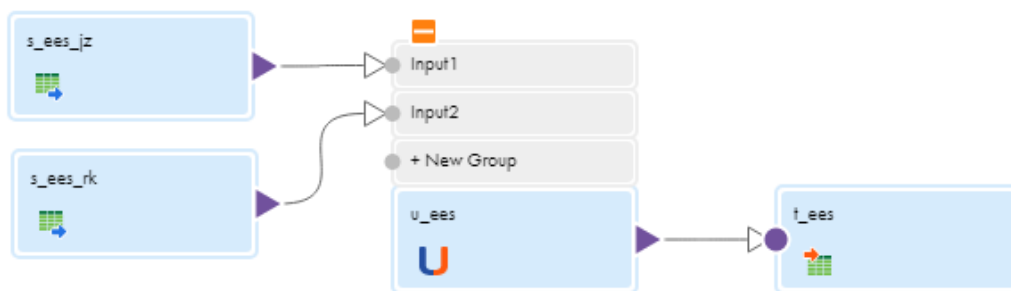 s_ees_jz
Input1
Input2
+ New Group
s_ees_rk
u_ees
t_ees